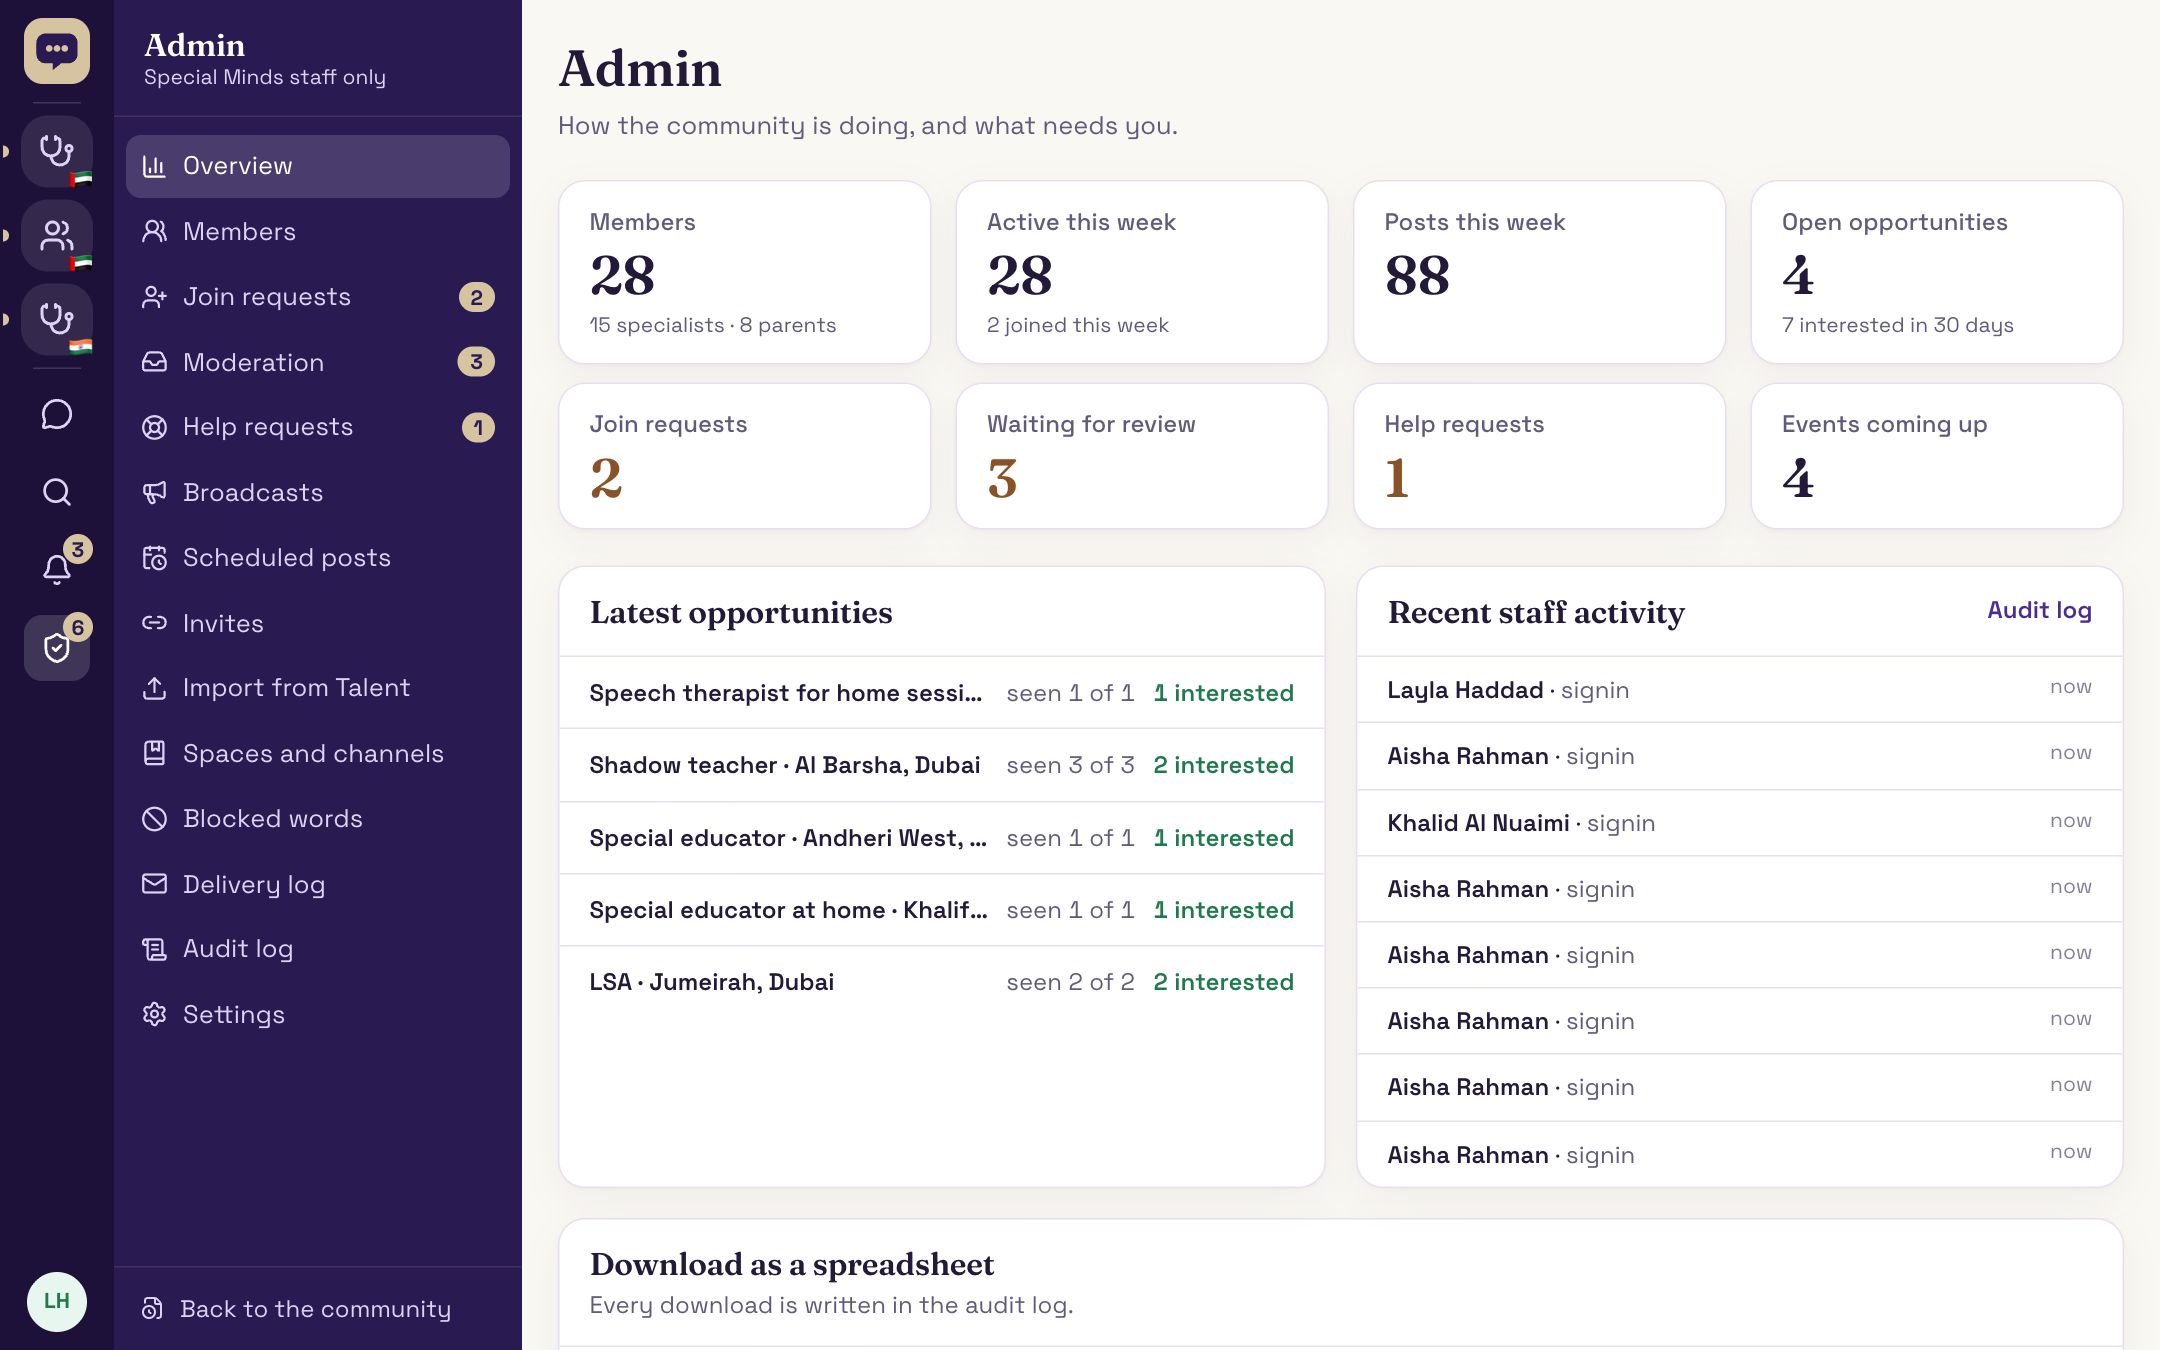 Admin
Special Minds staff only
Overview
Members
Join requests 2
Moderation 3
Help requests 1
Broadcasts
Scheduled posts
Invites
Import from Talent
Spaces and channels
Blocked words
Delivery log
Audit log
Settings
Back to the community
3
6
LH
Admin
How the community is doing, and what needs you.
Members
28
15 specialists · 8 parents
Active this week
28
2 joined this week
Posts this week
88
Open opportunities
4
7 interested in 30 days
Join requests
2
Waiting for review
3
Help requests
1
Events coming up
4
Latest opportunities
Speech therapist for home sessi... seen 1 of 1 1 interested
Shadow teacher · Al Barsha, Dubai seen 3 of 3 2 interested
Special educator · Andheri West, ... seen 1 of 1 1 interested
Special educator at home · Khalif... seen 1 of 1 1 interested
LSA · Jumeirah, Dubai seen 2 of 2 2 interested
Recent staff activity Audit log
Layla Haddad · signin now
Aisha Rahman · signin now
Khalid Al Nuaimi · signin now
Aisha Rahman · signin now
Aisha Rahman · signin now
Aisha Rahman · signin now
Aisha Rahman · signin now
Aisha Rahman · signin now
Download as a spreadsheet
Every download is written in the audit log.